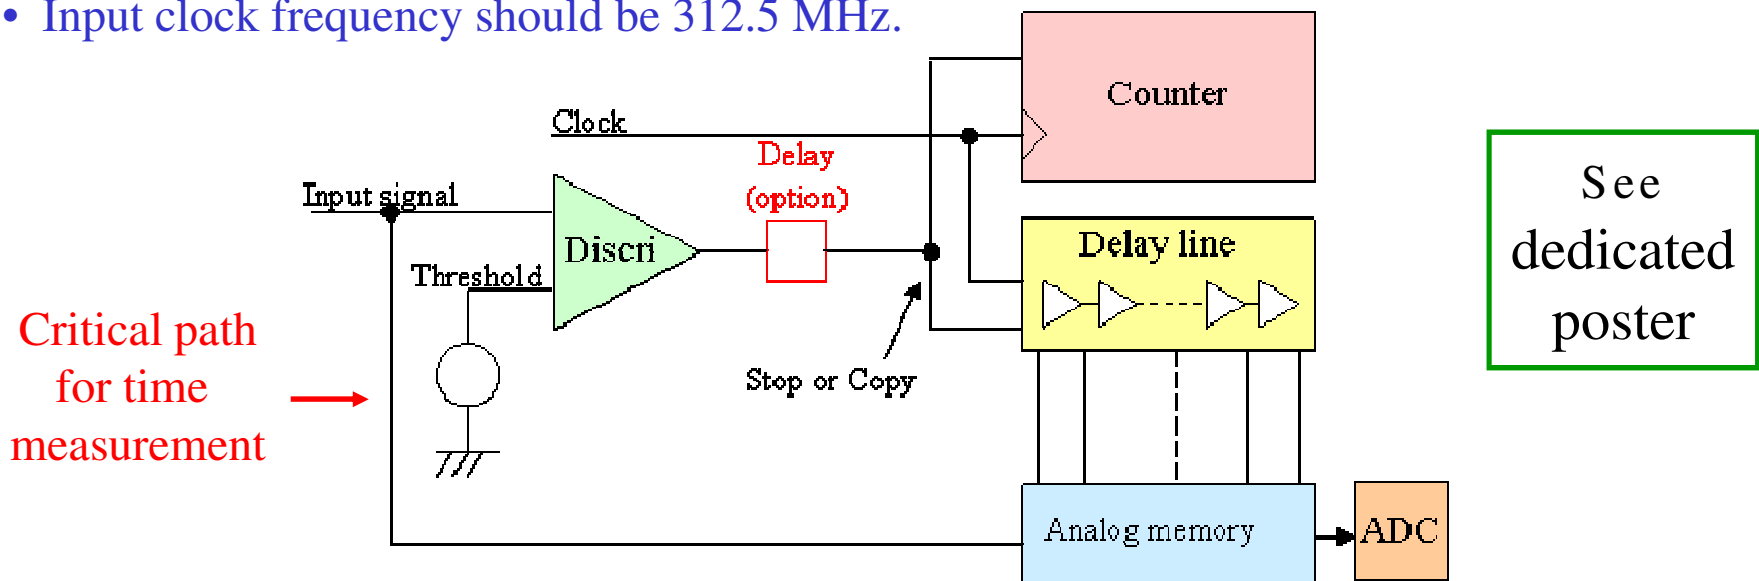 • Input clock frequency should be 312.5 MHz.
Counter
Clock
Delay
(option)
Input signal
Discri
Delay line
Threshold
See
dedicated
poster
Critical path
for time
measurement
Stop or Copy
Analog memory
ADC